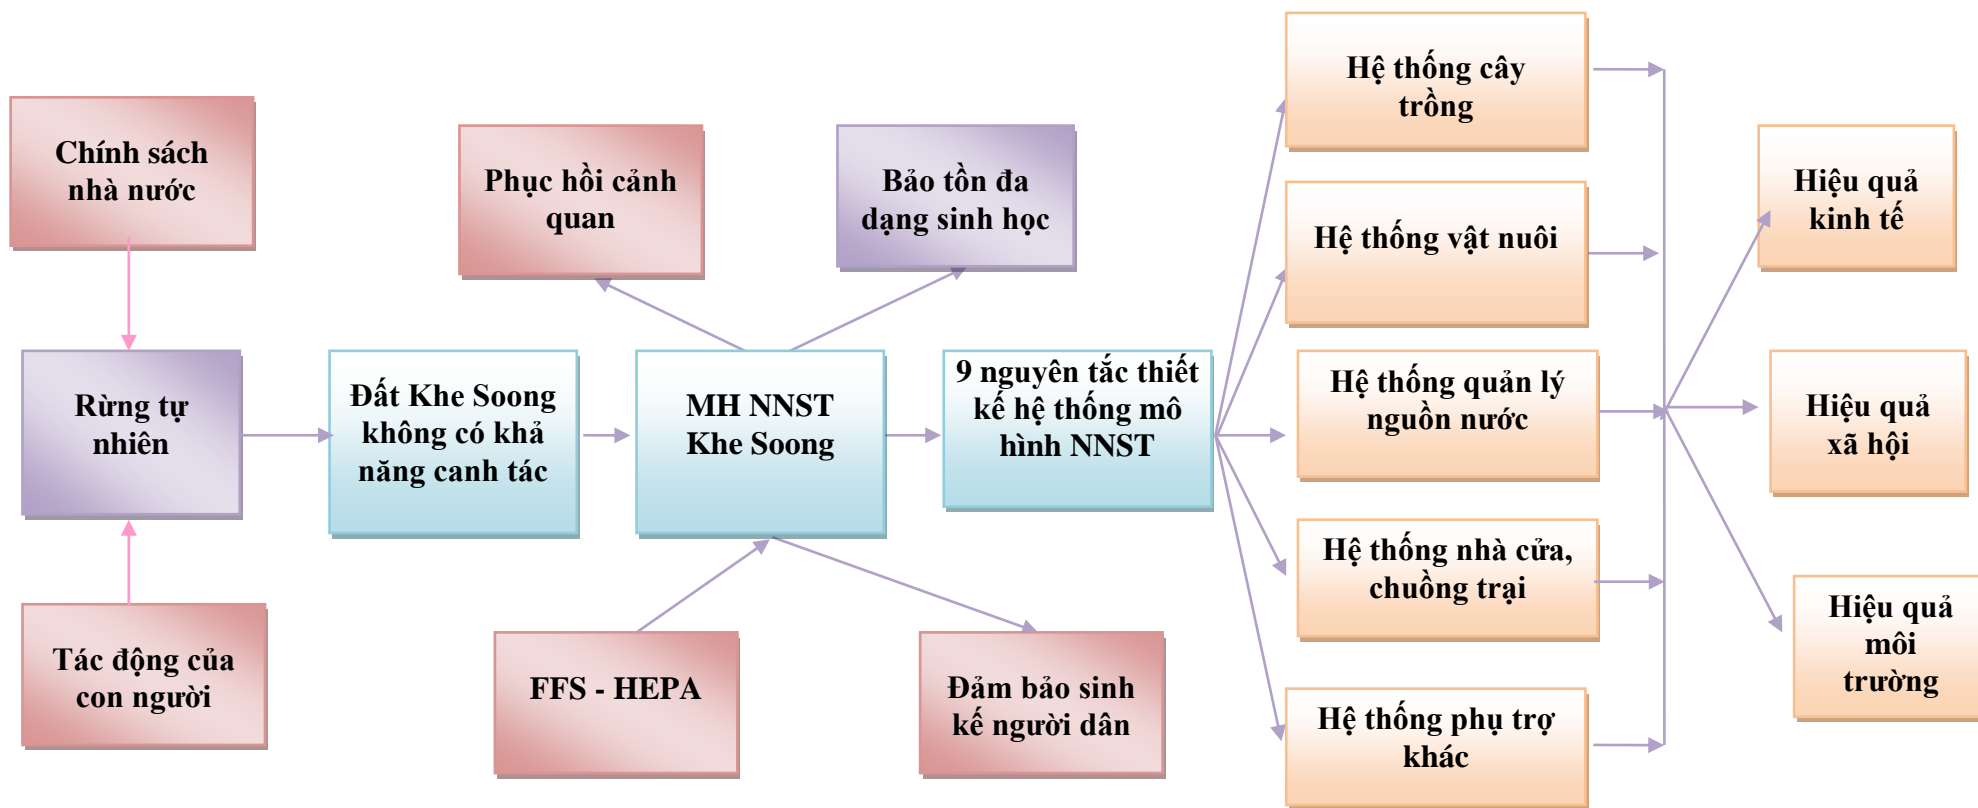 Chính sách
nhà nước
Rừng tự
nhiên
Tác động của
con người
Đất Khe Soong
không có khả
năng canh tác
Phục hồi cảnh
quan
Bảo tồn đa
dạng sinh học
MH NNST
Khe Soong
FFS - HEPA
Đảm bảo sinh
kế người dân
9 nguyên tắc thiết
kế hệ thống mô
hình NNST
Hệ thống cây
trồng
Hệ thống vật nuôi
Hệ thống quản lý
nguồn nước
Hệ thống nhà cửa,
chuồng trại
Hệ thống phụ trợ
khác
Hiệu quả
kinh tế
Hiệu quả
xã hội
Hiệu quả
môi
trường